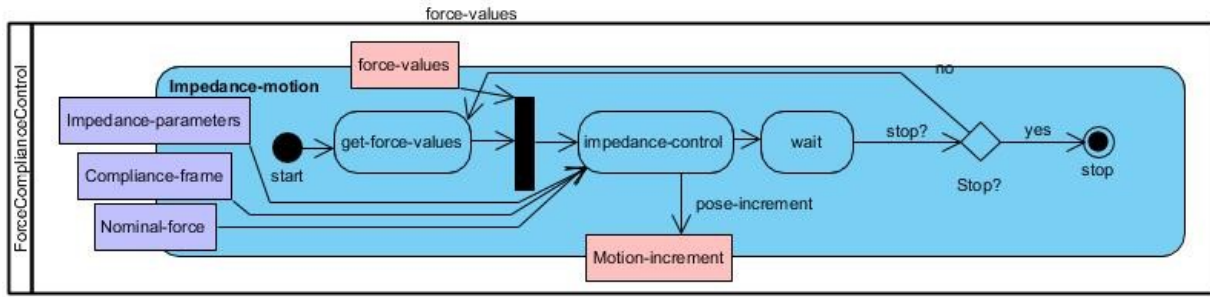 force-values
ForceComplianceControl
force-values
Impedance-motion
no
Impedance-parameters
get-force-values
impedance-control
wait
stop?
yes
start
stop
Compliance-frame
Stop?
Nominal-force
pose-increment
Motion-increment